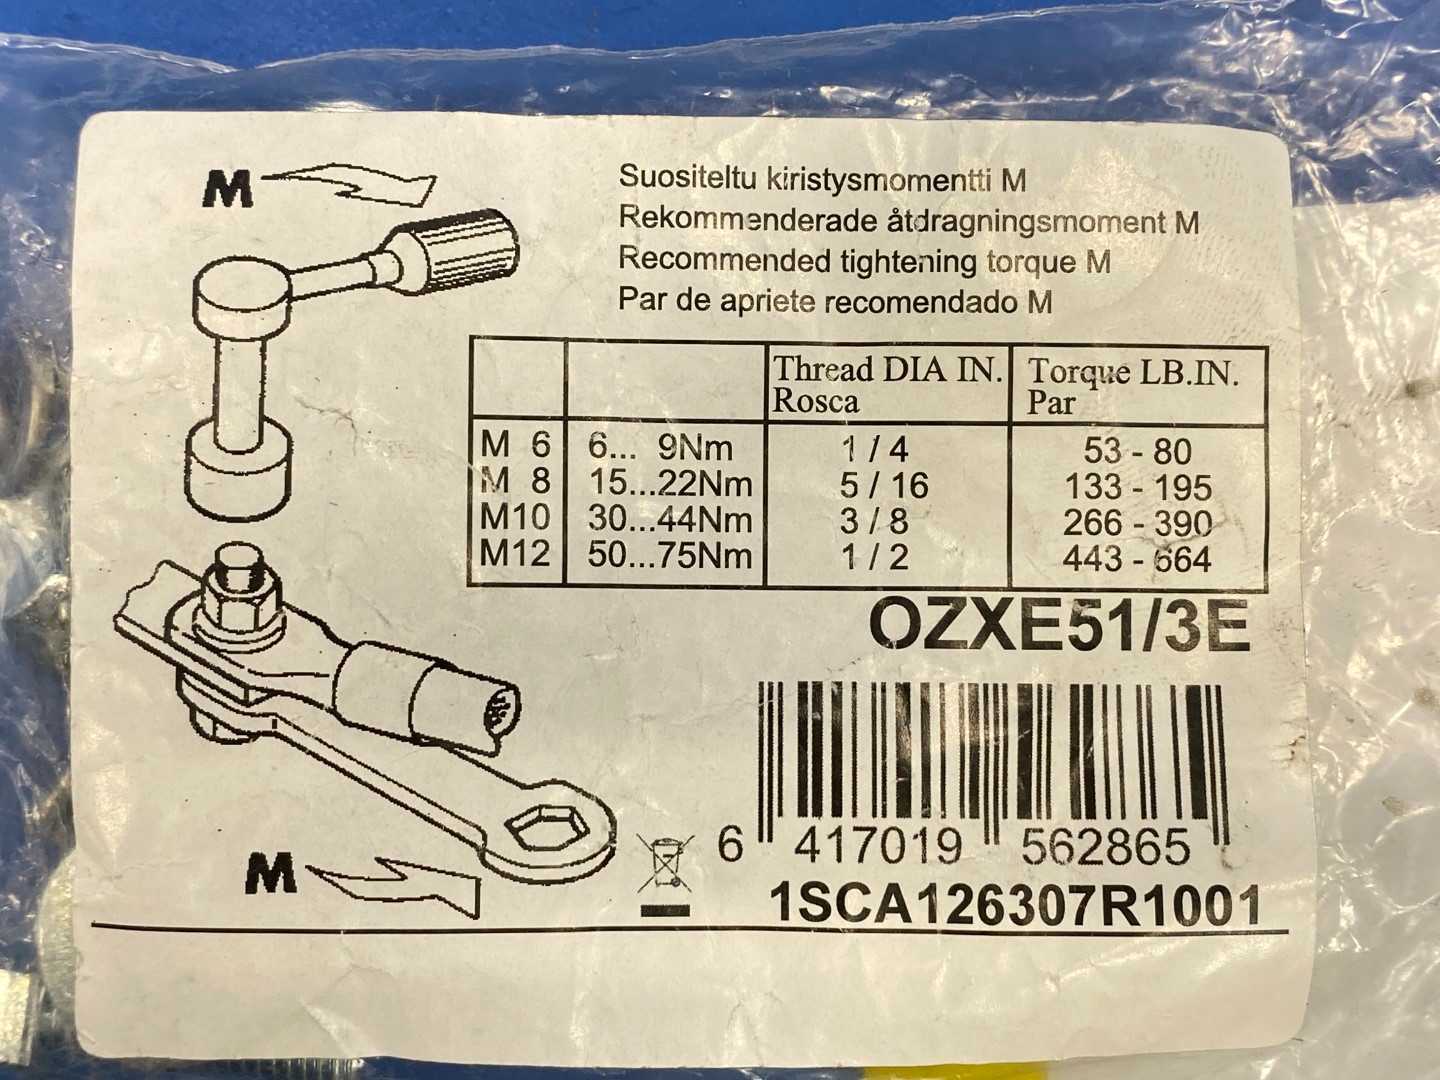 M
Suositeltu kiristysmomentti M
Rekommenderade åtdragningsmoment M
Recommended tightening torque M
Par de apriete recomendado M
Thread DIA IN. Torque LB.IN.
Rosca Par
M 6 6... 9Nm 1 / 4 53 - 80
M 8 15...22Nm 5 / 16 133 - 195
M10 30...44Nm 3 / 8 266 - 390
M12 50...75Nm 1 / 2 443 - 664
OZXE51/3E
M
6 417019 562865
1SCA126307R1001